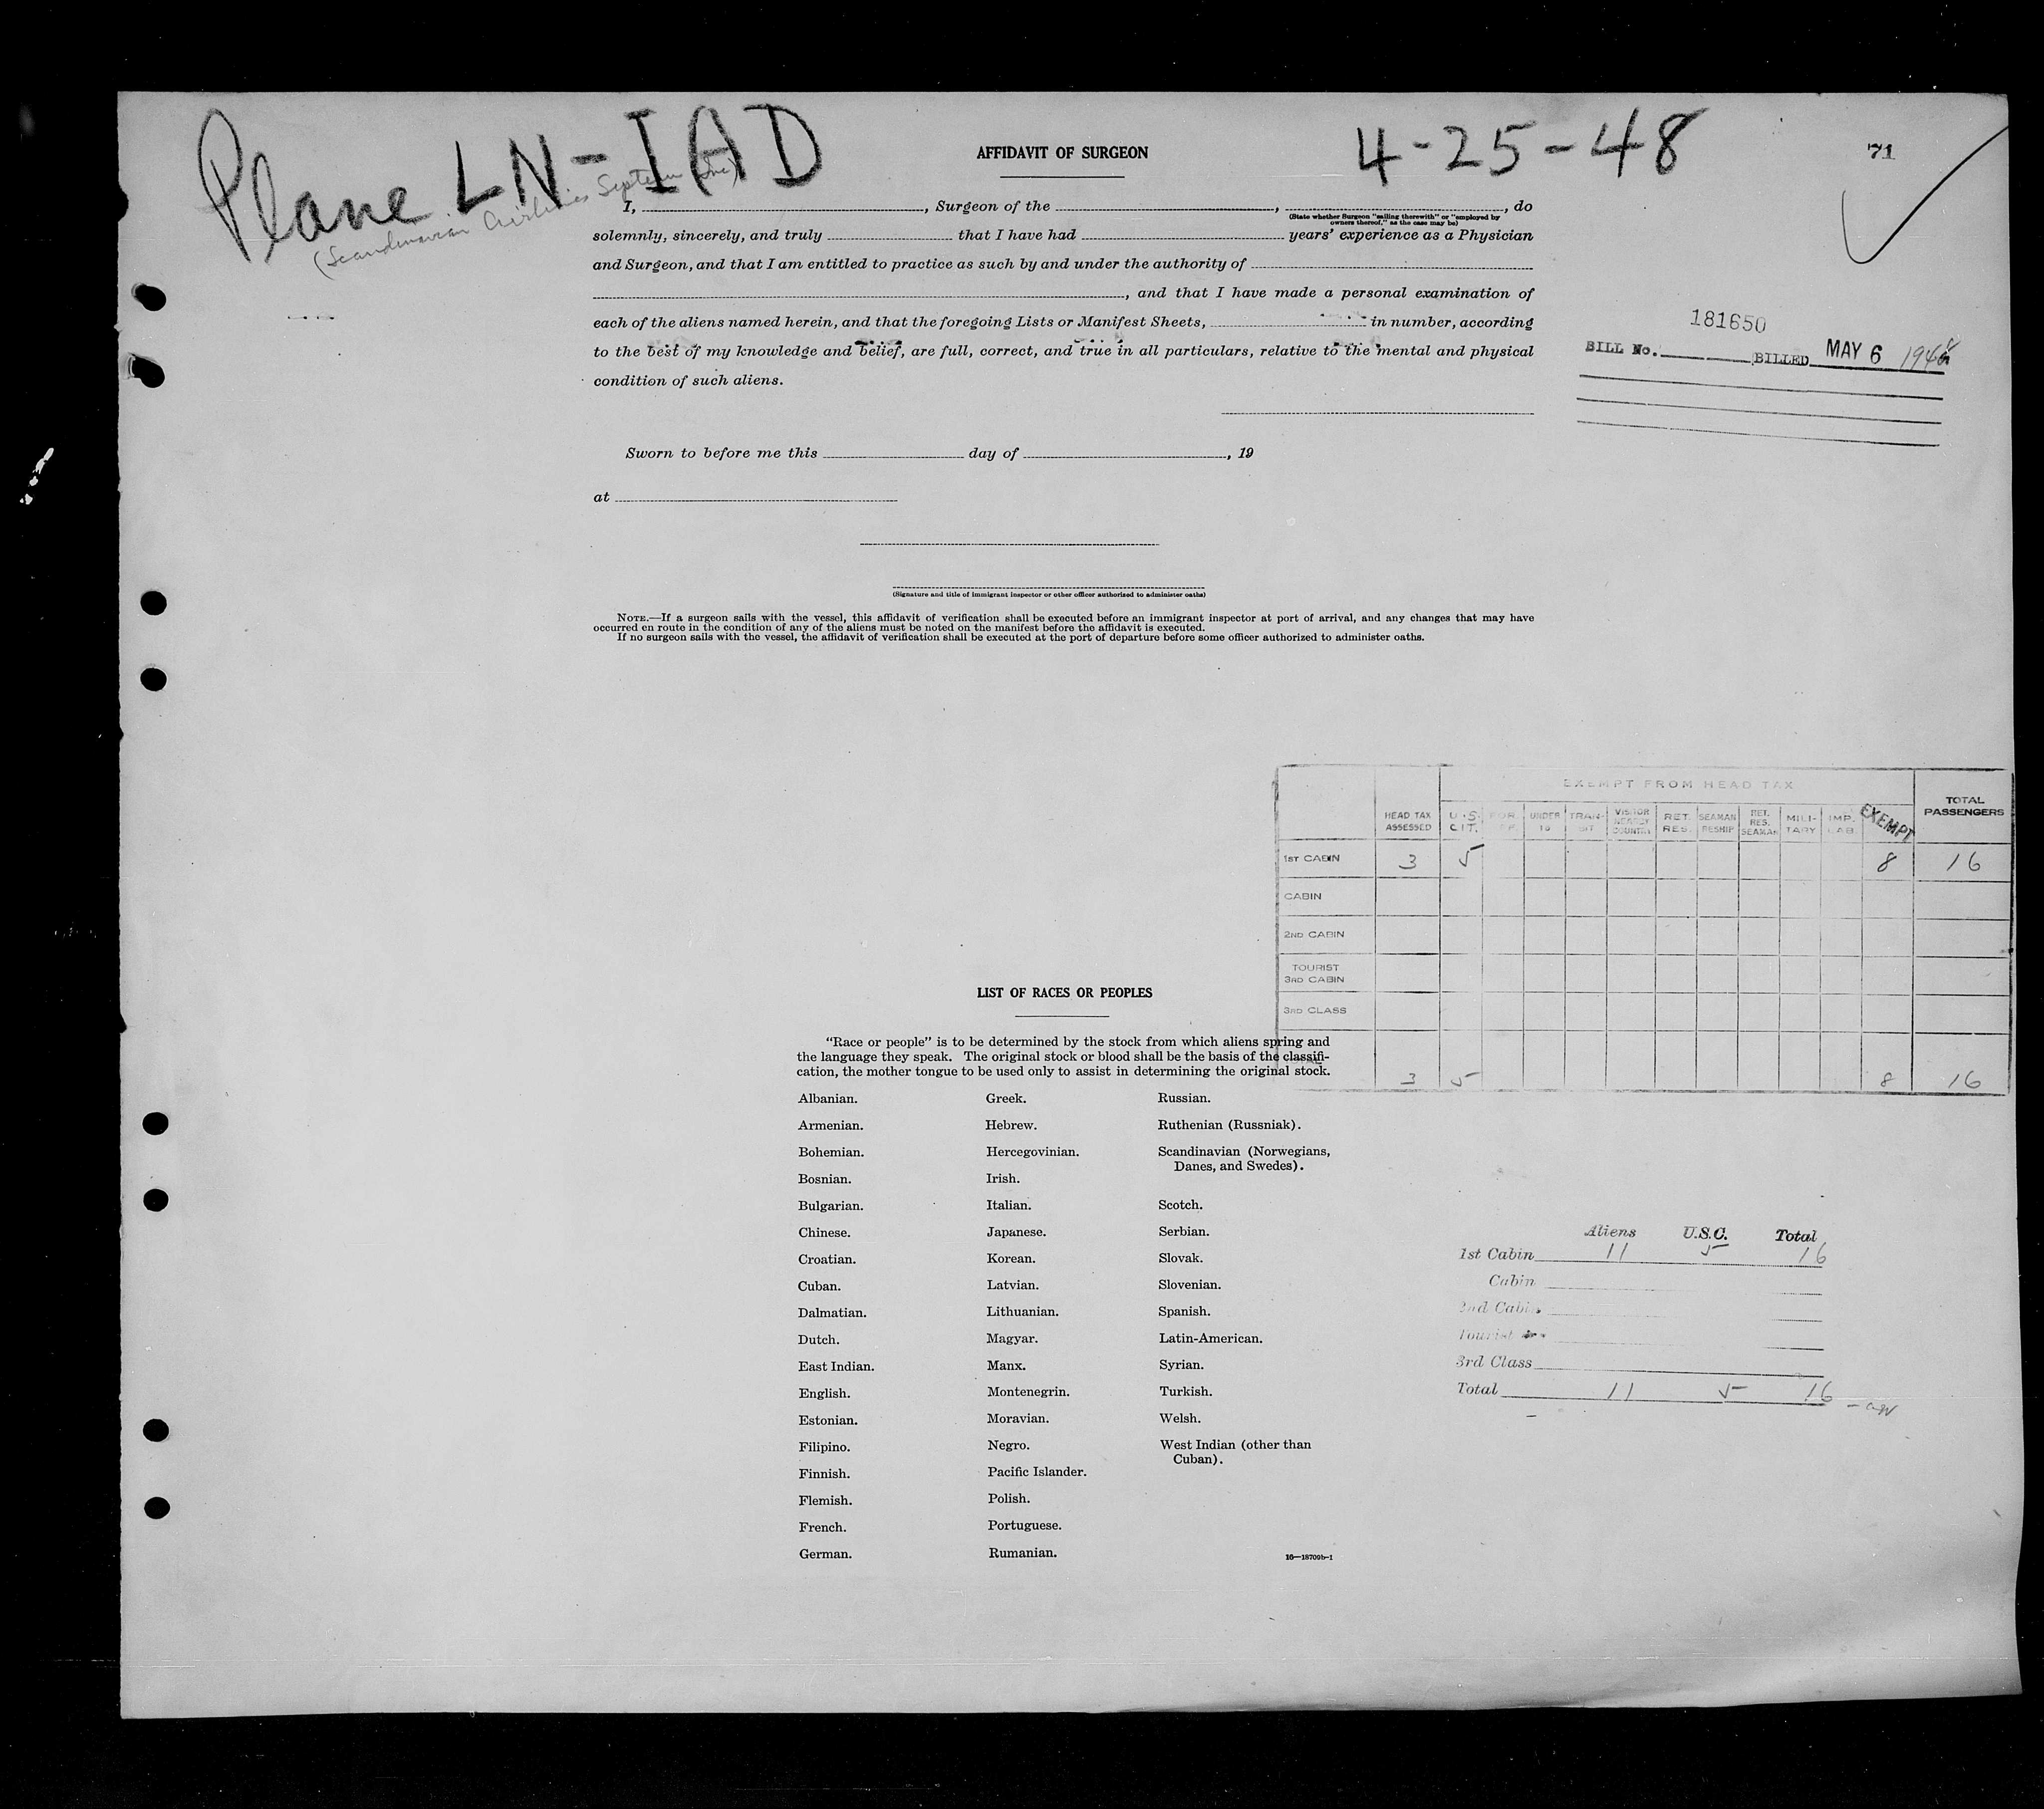 Plane LN-IAD
(Scandinavian Airlines System Inc)
4-25-48
71
AFFIDAVIT OF SURGEON
I, , Surgeon of the , , do
(State whether Surgeon "sailing therewith" or "employed by
owners thereof," as the case may be)
solemnly, sincerely, and truly that I have had years' experience as a Physician
and Surgeon, and that I am entitled to practice as such by and under the authority of
, and that I have made a personal examination of
each of the aliens named herein, and that the foregoing Lists or Manifest Sheets, in number, according
to the best of my knowledge and belief, are full, correct, and true in all particulars, relative to the mental and physical
condition of such aliens.
181650
BILL No. BILLED MAY 6 1948
Sworn to before me this day of , 19
at
(Signature and title of immigrant inspector or other officer authorized to administer oaths)
NOTE.—If a surgeon sails with the vessel, this affidavit of verification shall be executed before an immigrant inspector at port of arrival, and any changes that may have
occurred en route in the condition of any of the aliens must be noted on the manifest before the affidavit is executed.
If no surgeon sails with the vessel, the affidavit of verification shall be executed at the port of departure before some officer authorized to administer oaths.
EXEMPT FROM HEAD TAX
HEAD TAX ASSESSED U.S. CIT. UNDER 16 TRAN-SIT VISITOR NEARBY COUNTRY RET. RES. SEAMAN RESHIP RET. RES. SEAMAN MILI-TARY IMP. LAB. EXEMPT TOTAL PASSENGERS
1ST CABIN 3 5 8 16
CABIN
2ND CABIN
TOURIST
3RD CABIN
3RD CLASS
3 5 8 16
LIST OF RACES OR PEOPLES
"Race or people" is to be determined by the stock from which aliens spring and
the language they speak. The original stock or blood shall be the basis of the classifi-
cation, the mother tongue to be used only to assist in determining the original stock.
Albanian. Greek. Russian.
Armenian. Hebrew. Ruthenian (Russniak).
Bohemian. Hercegovinian. Scandinavian (Norwegians,
Danes, and Swedes).
Bosnian. Irish.
Bulgarian. Italian. Scotch.
Chinese. Japanese. Serbian.
Croatian. Korean. Slovak.
Cuban. Latvian. Slovenian.
Dalmatian. Lithuanian. Spanish.
Dutch. Magyar. Latin-American.
East Indian. Manx. Syrian.
English. Montenegrin. Turkish.
Estonian. Moravian. Welsh.
Filipino. Negro. West Indian (other than
Cuban).
Finnish. Pacific Islander.
Flemish. Polish.
French. Portuguese.
German. Rumanian.
16—18709b-1
Aliens U.S.C. Total
1st Cabin 11 5 16
Cabin
2nd Cabin
Tourist
3rd Class
Total 11 5 16